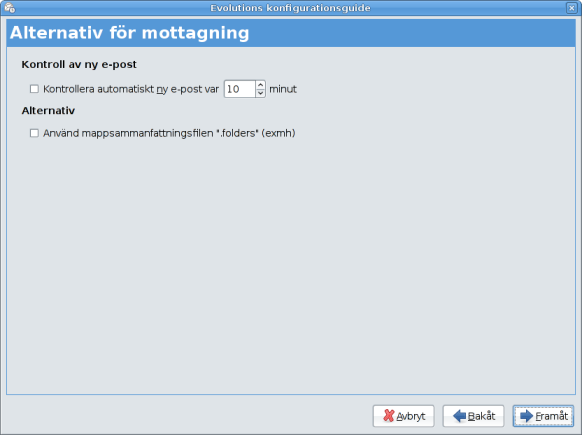 Evolutions konfigurationsguide
Alternativ för mottagning
Kontroll av ny e-post
Kontrollera automatiskt ny e-post var 10 minut
Alternativ
Använd mappsammanfattningsfilen ".folders" (exmh)
Avbryt Bakåt Framåt